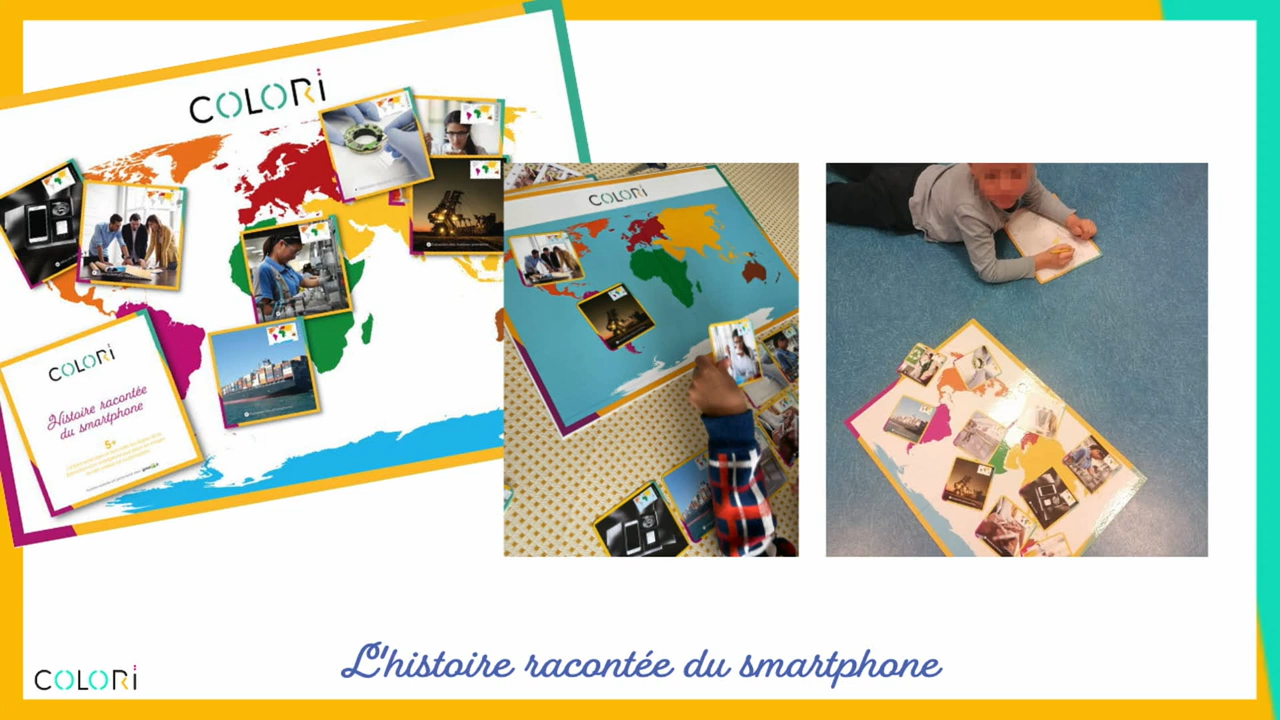 COLORi
COLORi
Histoire racontée
du smartphone
5+
COLORi
L'histoire racontée du smartphone
COLORi